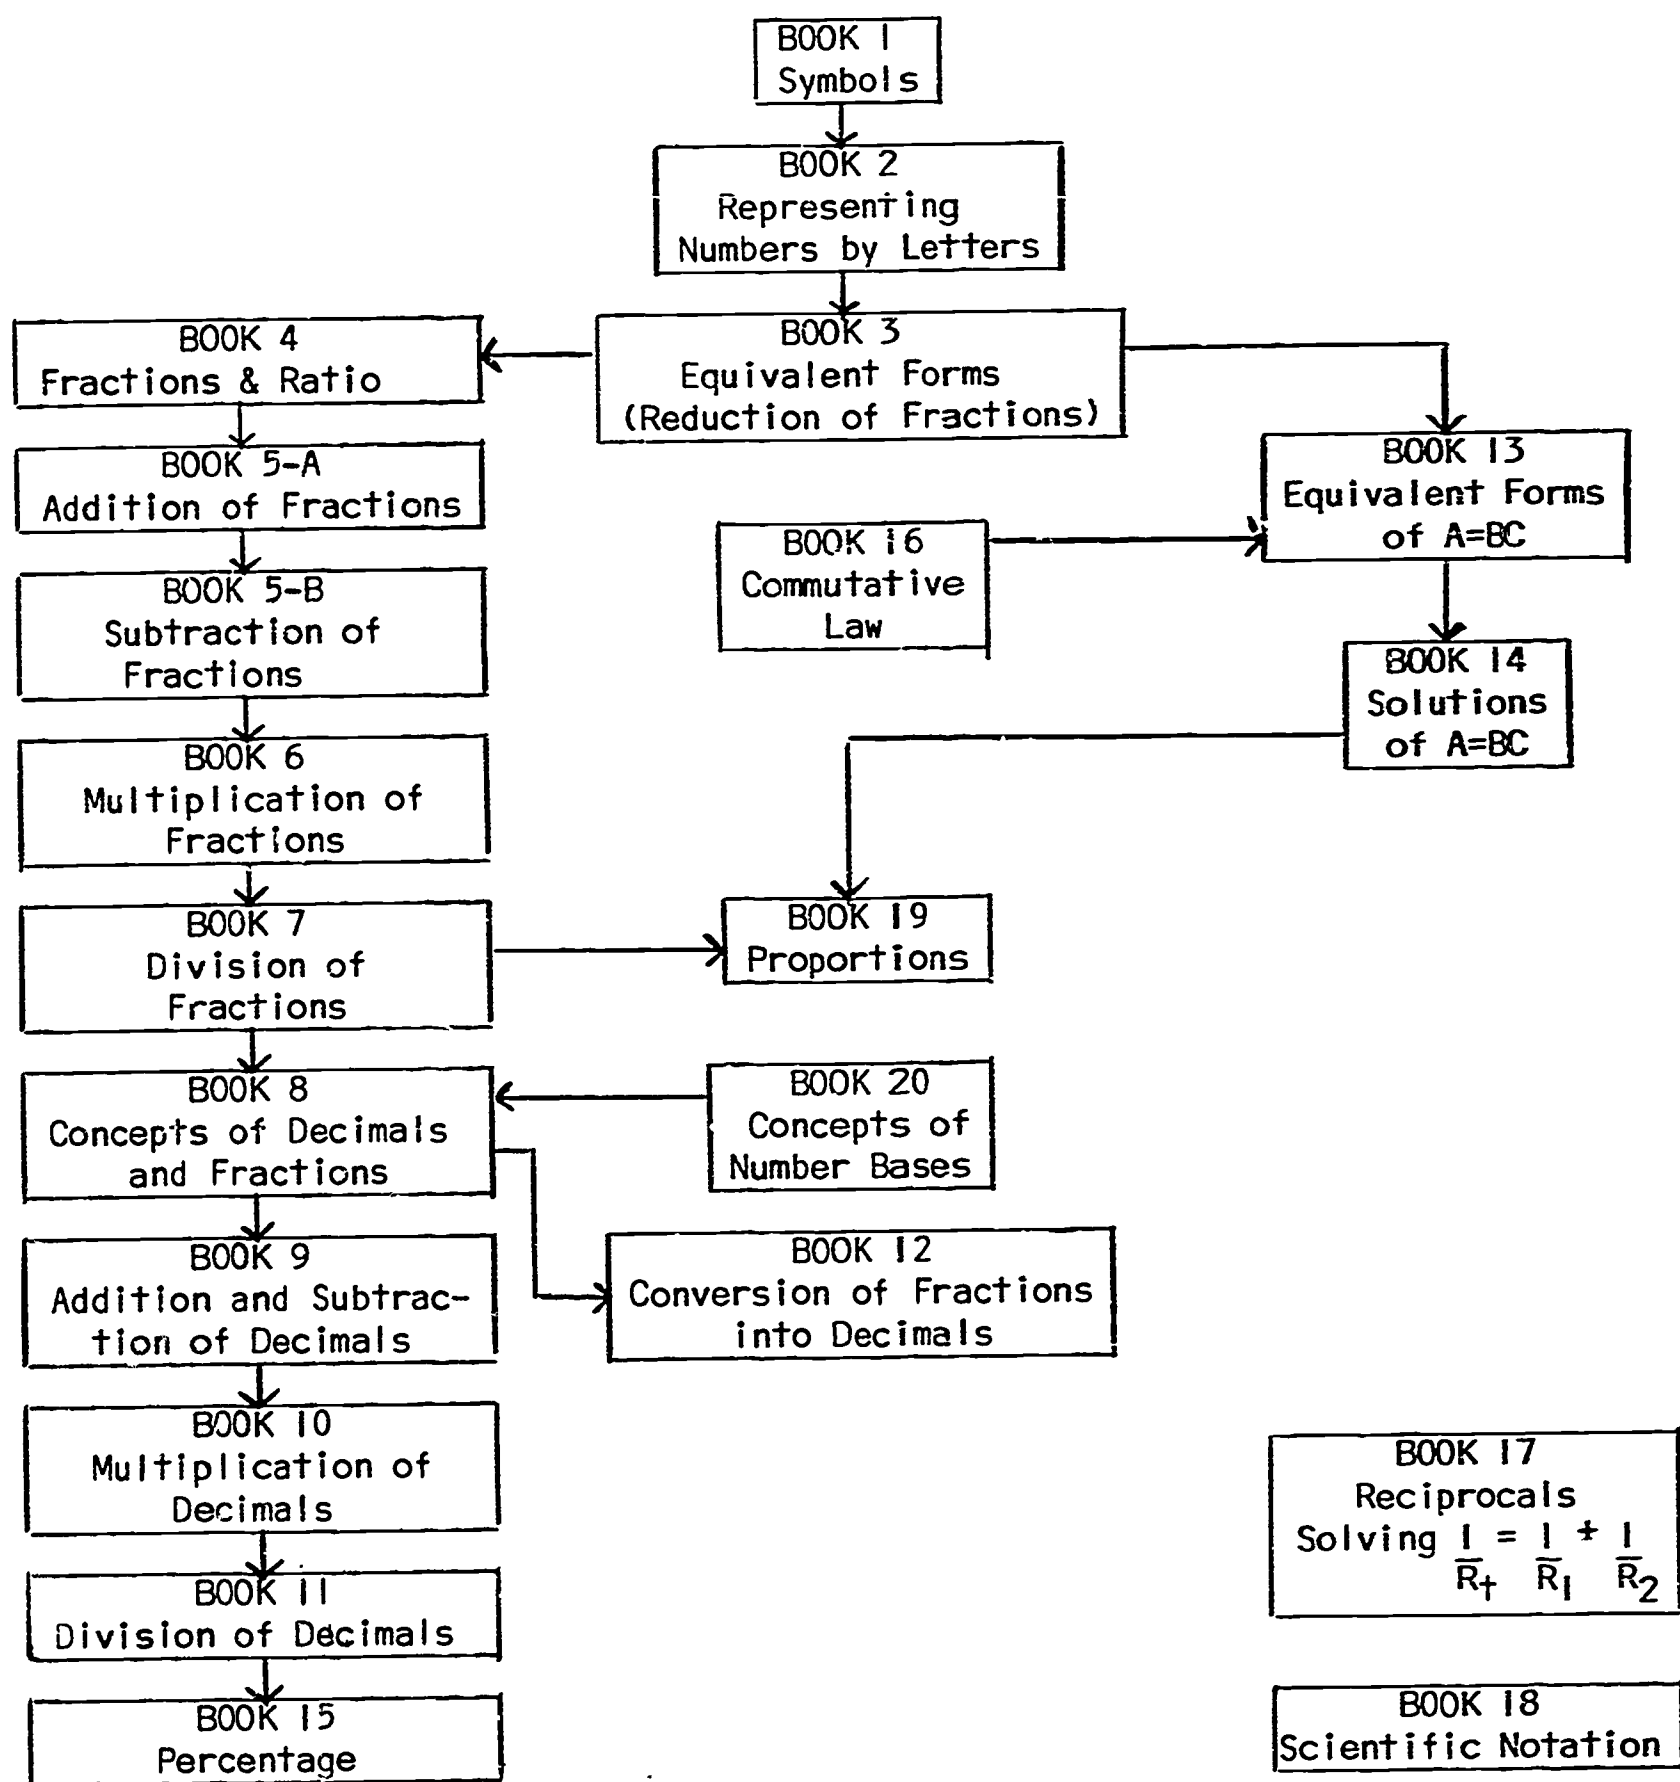 BOOK 1
Symbols
BOOK 2
Representing
Numbers by Letters
BOOK 3
Equivalent Forms
(Reduction of Fractions)
BOOK 4
Fractions & Ratio
BOOK 5-A
Addition of Fractions
BOOK 5-B
Subtraction of
Fractions
BOOK 6
Multiplication of
Fractions
BOOK 7
Division of
Fractions
BOOK 8
Concepts of Decimals
and Fractions
BOOK 9
Addition and Subtrac-
tion of Decimals
BOOK 10
Multiplication of
Decimals
BOOK 11
Division of Decimals
BOOK 15
Percentage
BOOK 13
Equivalent Forms
of A=BC
BOOK 16
Commutative
Law
BOOK 14
Solutions
of A=BC
BOOK 19
Proportions
BOOK 20
Concepts of
Number Bases
BOOK 12
Conversion of Fractions
into Decimals
BOOK 17
Reciprocals
Solving 1/Rt = 1/R1 ± 1/R2
BOOK 18
Scientific Notation